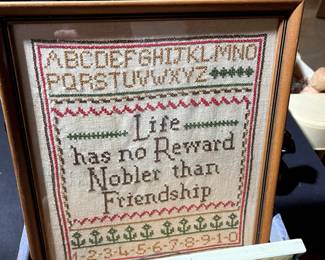 ABCDEFGHIJKLMNO
PQRSTUVWXYZ
Life
has no Reward
Nobler than
Friendship
1-2-3-4-5-6-7-8-9-1-0